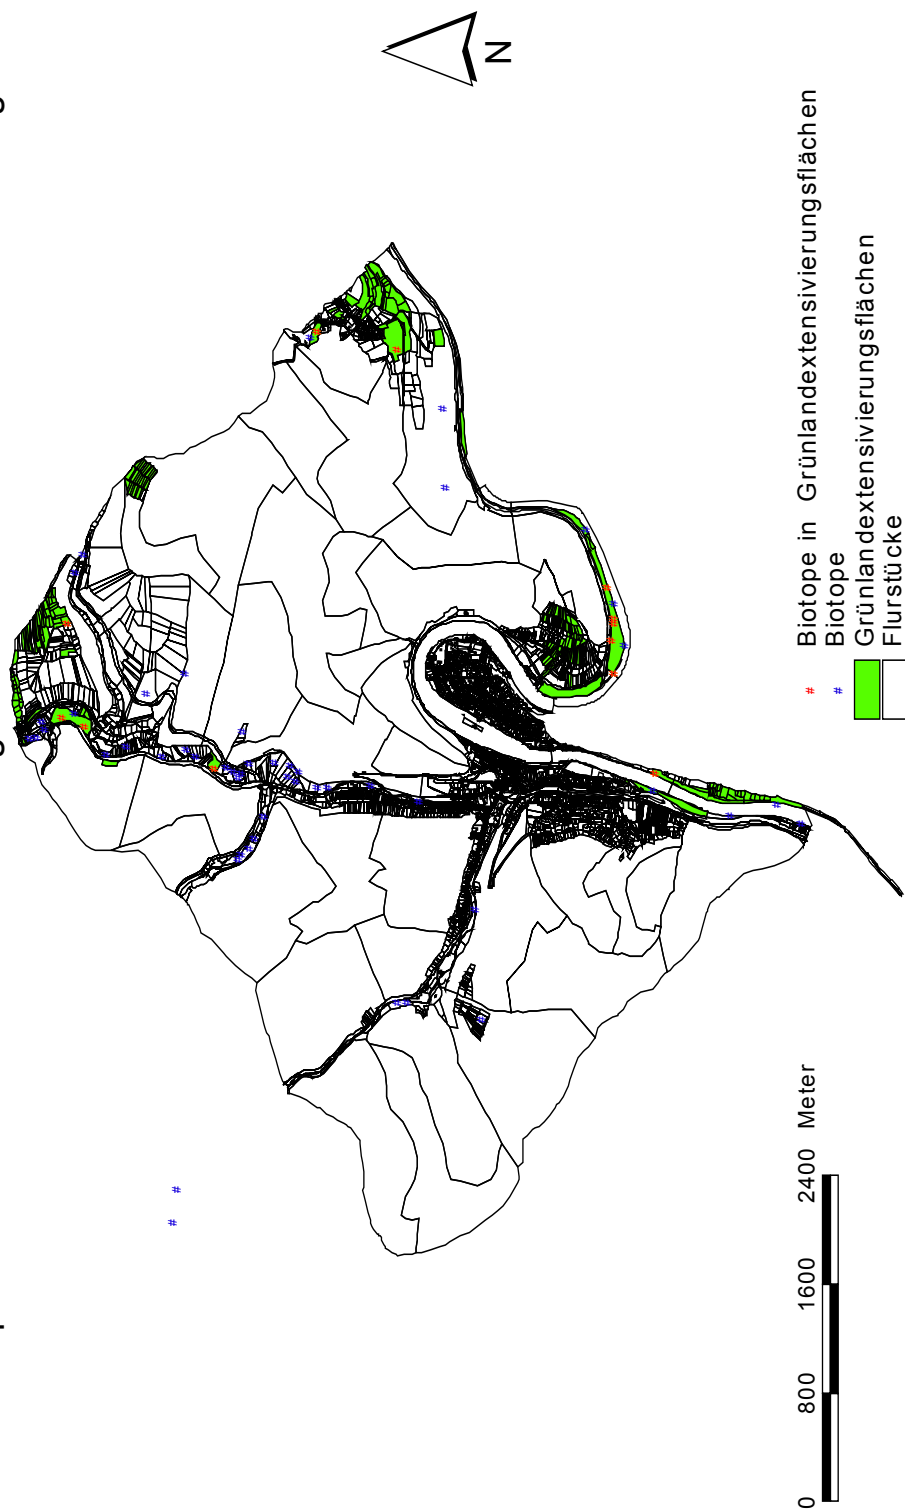 N
Biotope in Grünlandextensivierungsflächen
Biotope
Grünlandextensivierungsflächen
Flurstücke
0 800 1600 2400 Meter